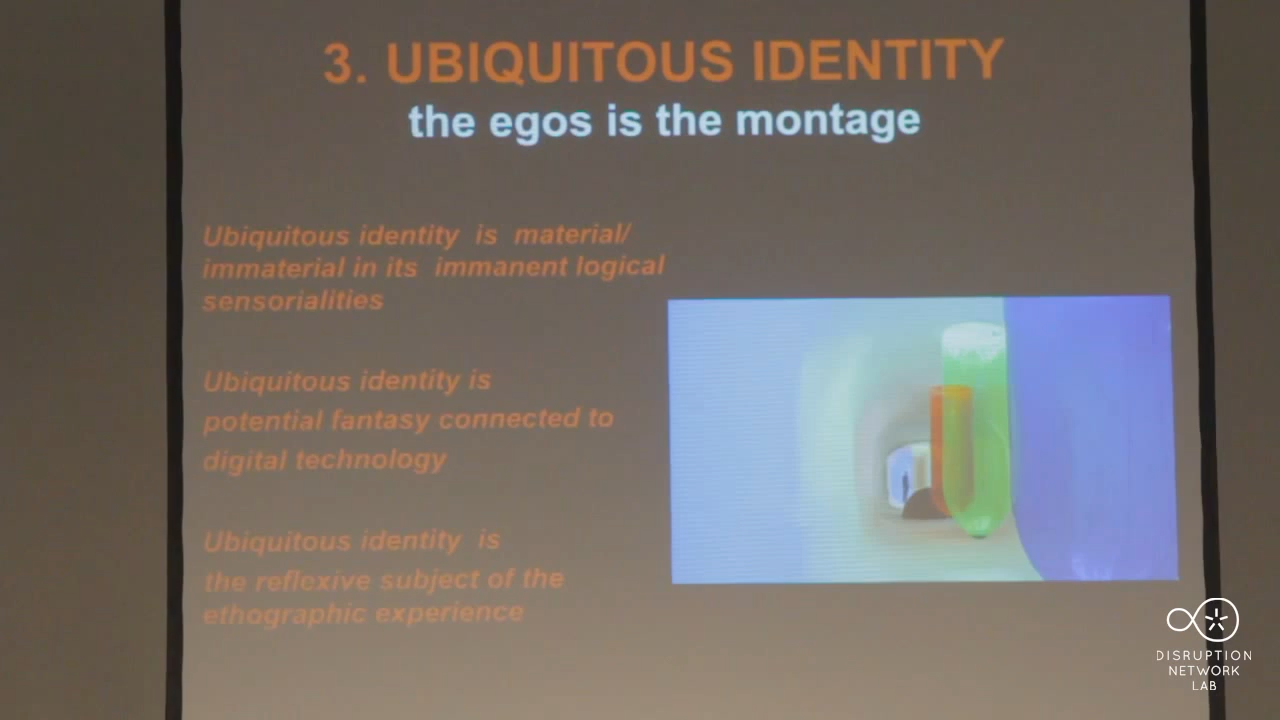 3. UBIQUITOUS IDENTITY
the egos is the montage
Ubiquitous identity is material/
immaterial in its immanent logical
sensorialities
Ubiquitous identity is
potential fantasy connected to
digital technology
Ubiquitous identity is
the reflexive subject of the
ethographic experience
DISRUPTION
NETWORK
LAB